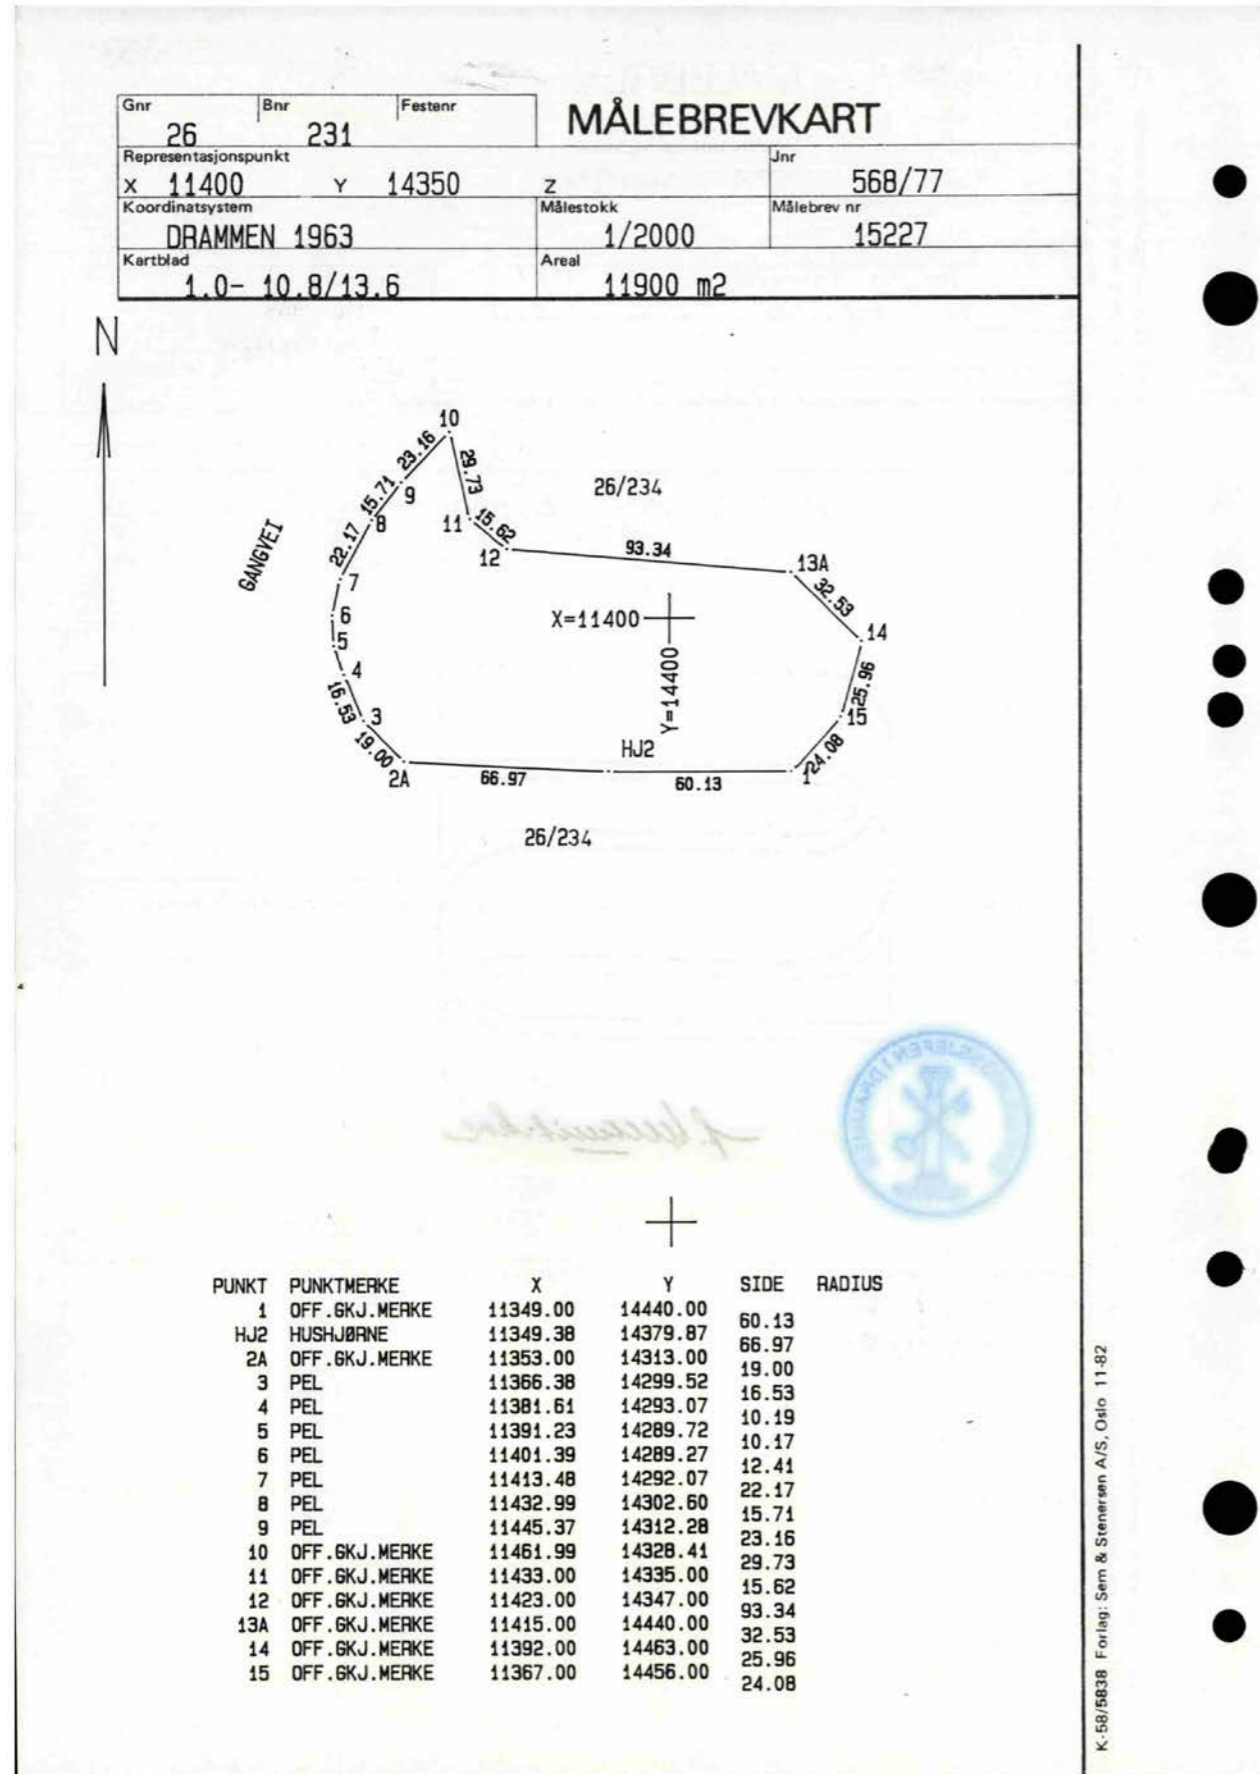 Gnr Bnr Festenr MÅLEBREVKART
26 231
Representasjonspunkt Jnr
X 11400 Y 14350 Z 568/77
Koordinatsystem Målestokk Målebrev nr
DRAMMEN 1963 1/2000 15227
Kartblad Areal
1.0- 10.8/13.6 11900 m2
N
10
23.16
29.73
26/234
15.71
9
8
11
15.62
22.17
GANGVEI
12
93.34
13A
7
32.53
6
X=11400
14
5
4
Y=14400
25.96
16.53
3
15
19.00
HJ2
24.08
2A
66.97
60.13
1
26/234
PUNKT PUNKTMERKE X Y SIDE RADIUS
1 OFF.GKJ.MERKE 11349.00 14440.00
60.13
HJ2 HUSHJØRNE 11349.38 14379.87
66.97
2A OFF.GKJ.MERKE 11353.00 14313.00
19.00
3 PEL 11366.38 14299.52
16.53
4 PEL 11381.61 14293.07
10.19
5 PEL 11391.23 14289.72
10.17
6 PEL 11401.39 14289.27
12.41
7 PEL 11413.48 14292.07
22.17
8 PEL 11432.99 14302.60
15.71
9 PEL 11445.37 14312.28
23.16
10 OFF.GKJ.MERKE 11461.99 14328.41
29.73
11 OFF.GKJ.MERKE 11433.00 14335.00
15.62
12 OFF.GKJ.MERKE 11423.00 14347.00
93.34
13A OFF.GKJ.MERKE 11415.00 14440.00
32.53
14 OFF.GKJ.MERKE 11392.00 14463.00
25.96
15 OFF.GKJ.MERKE 11367.00 14456.00
24.08
K-58/5838 Forlag: Sem & Stenersen A/S, Oslo 11-82